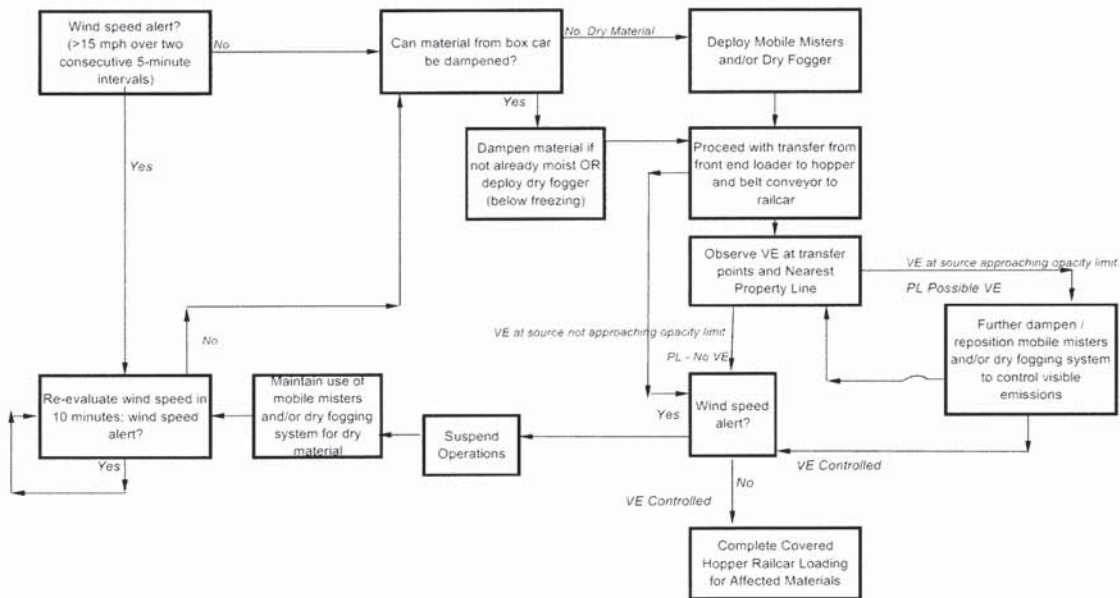 Wind speed alert?
(>15 mph over two
consecutive 5-minute
intervals)
No
Can material from box car
be dampened?
No. Dry Material
Deploy Mobile Misters
and/or Dry Fogger
Yes
Yes
Dampen material if
not already moist OR
deploy dry fogger
(below freezing)
Proceed with transfer from
front end loader to hopper
and belt conveyor to
railcar
Observe VE at transfer
points and Nearest
Property Line
VE at source approaching opacity limit
PL Possible VE
Further dampen /
reposition mobile misters
and/or dry fogging system
to control visible
emissions
VE at source not approaching opacity limit
PL - No VE
No
Re-evaluate wind speed in
10 minutes; wind speed
alert?
Yes
Maintain use of
mobile misters
and/or dry fogging
system for dry
material
Suspend
Operations
Yes
Wind speed
alert?
VE Controlled
No
VE Controlled
Complete Covered
Hopper Railcar Loading
for Affected Materials